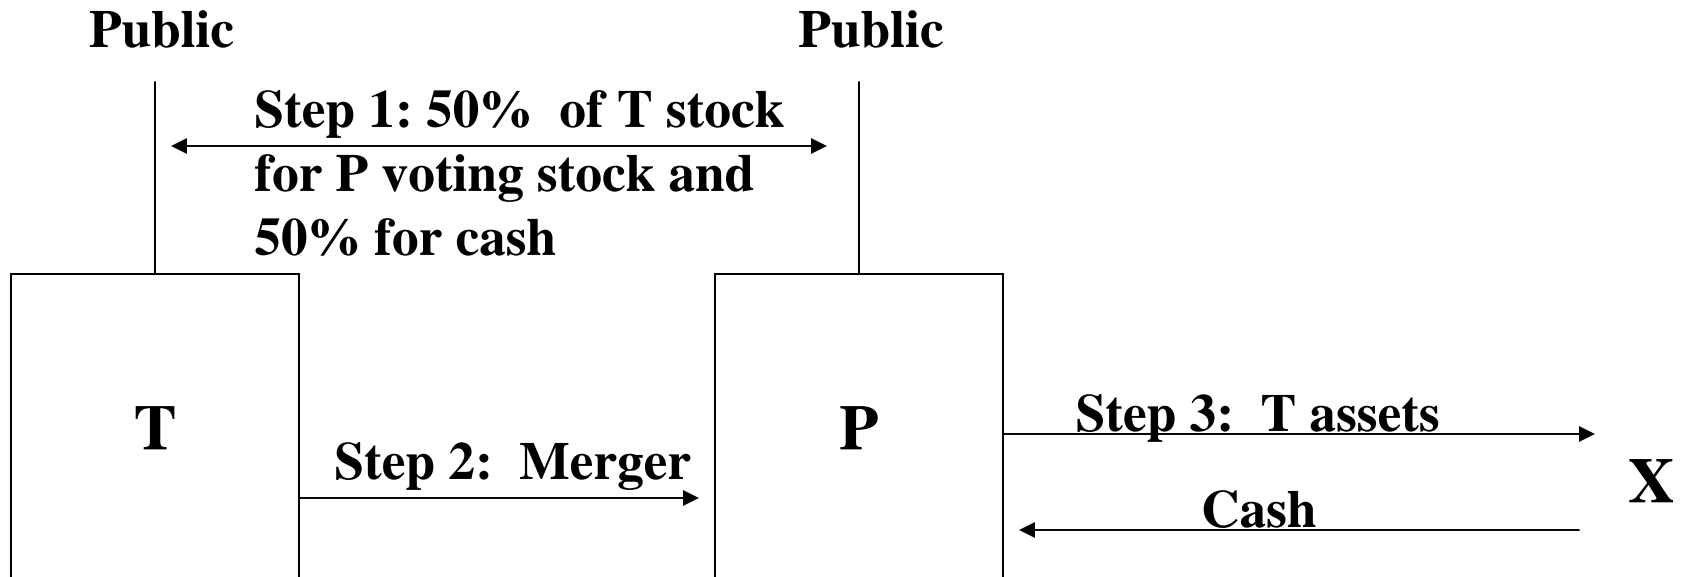 Public
Public
Step 1: 50% of T stock
for P voting stock and
50% for cash
T
P
Step 2: Merger
Step 3: T assets
X
Cash